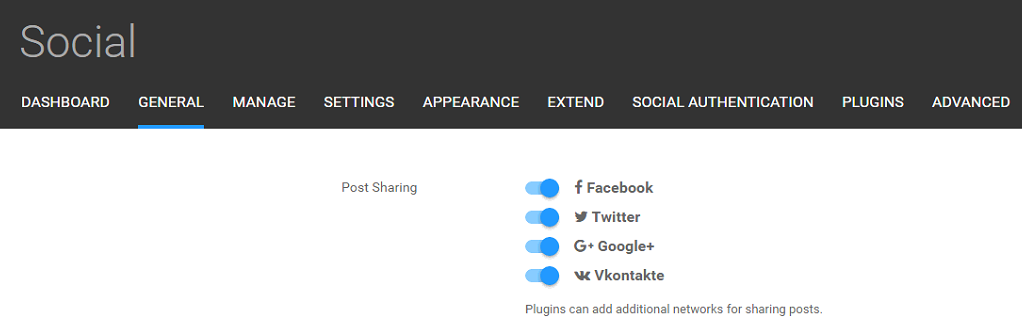 Social
DASHBOARD GENERAL MANAGE SETTINGS APPEARANCE EXTEND SOCIAL AUTHENTICATION PLUGINS ADVANCED
Post Sharing
Facebook
Twitter
Google+
Vkontakte
Plugins can add additional networks for sharing posts.